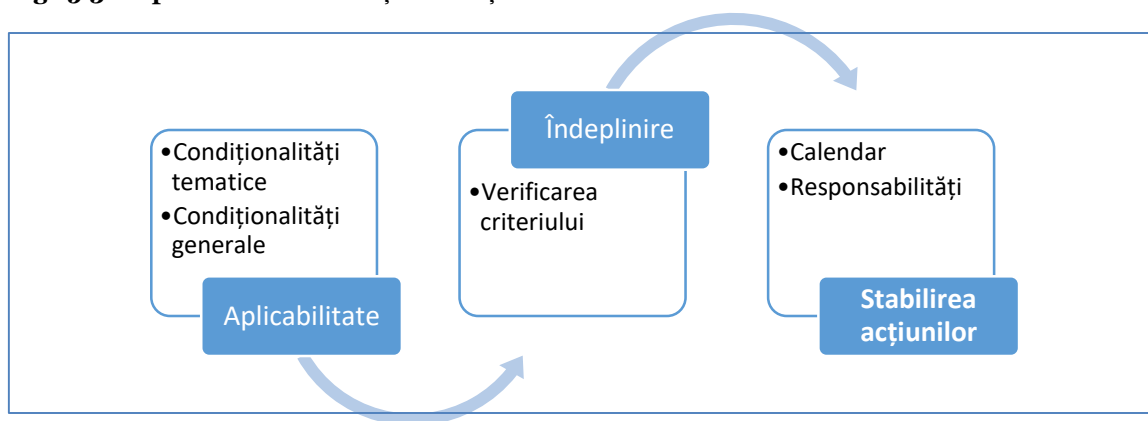 •Condiționalități
tematice
•Condiționalități
generale
Aplicabilitate
Îndeplinire
•Verificarea
criteriului
•Calendar
•Responsabilități
Stabilirea
acțiunilor